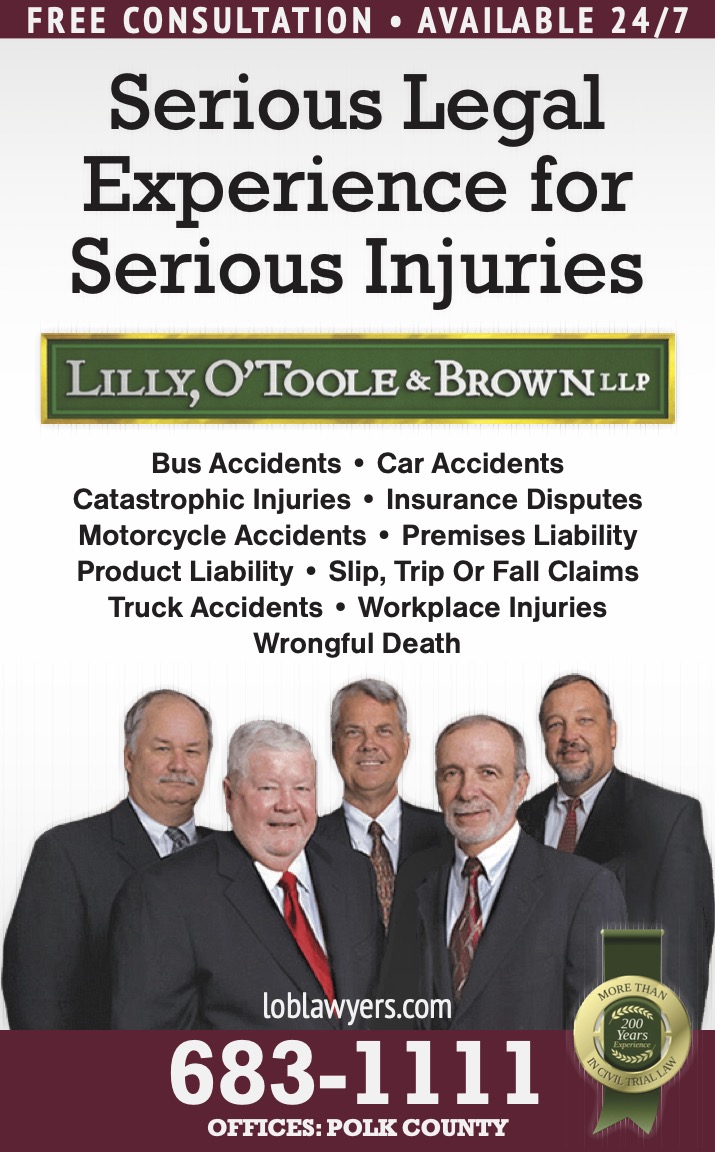 FREE CONSULTATION • AVAILABLE 24/7
Serious Legal
Experience for
Serious Injuries
LILLY, O'TOOLE & BROWN LLP
Bus Accidents • Car Accidents
Catastrophic Injuries • Insurance Disputes
Motorcycle Accidents • Premises Liability
Product Liability • Slip, Trip Or Fall Claims
Truck Accidents • Workplace Injuries
Wrongful Death
loblawyers.com
MORE THAN
200
Years
Experience
IN CIVIL TRIAL LAW
683-1111
OFFICES: POLK COUNTY